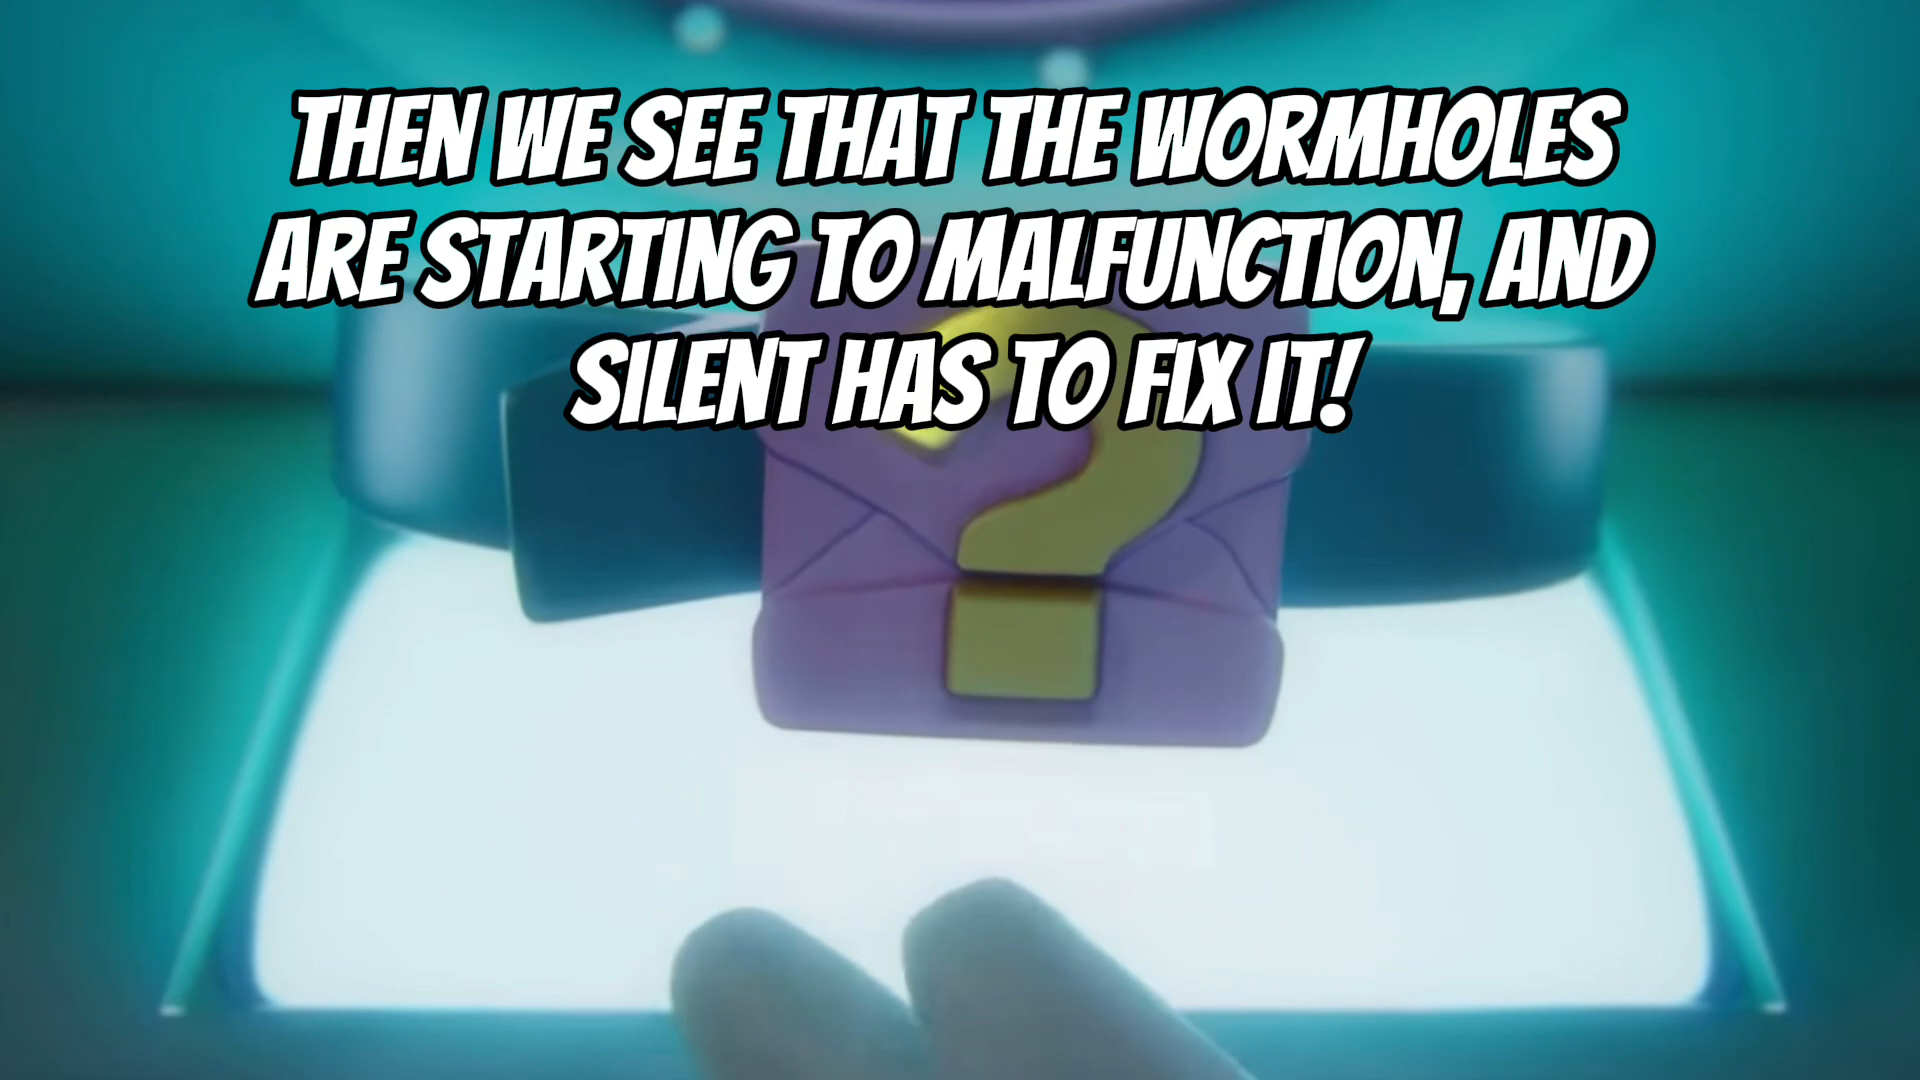 THEN WE SEE THAT THE WORMHOLES
ARE STARTING TO MALFUNCTION, AND
SILENT HAS TO FIX IT!
?